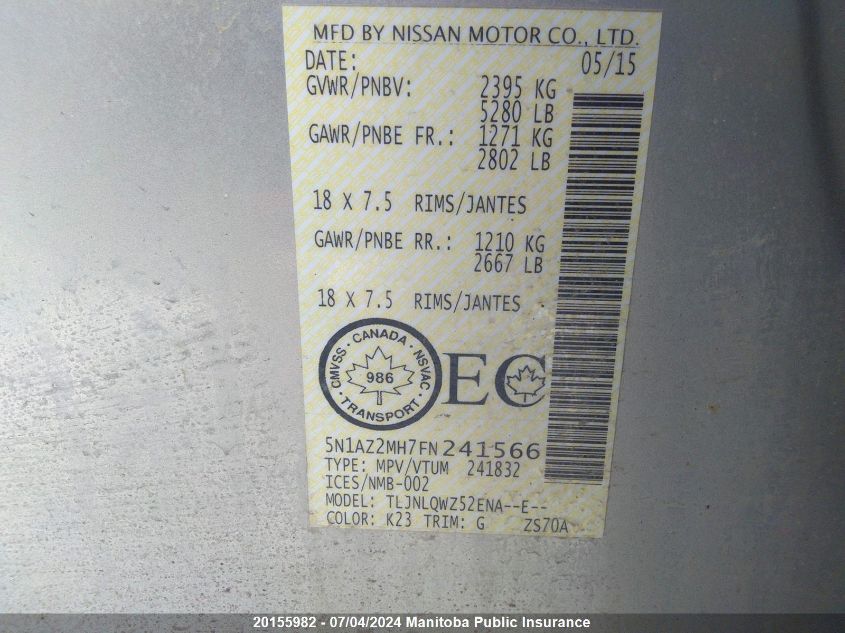 MFD BY NISSAN MOTOR CO., LTD.
DATE: 05/15
GVWR/PNBV: 2395 KG
5280 LB
GAWR/PNBE FR.: 1271 KG
2802 LB
18 X 7.5 RIMS/JANTES
GAWR/PNBE RR.: 1210 KG
2667 LB
18 X 7.5 RIMS/JANTES
CMVSS · CANADA · NSVAC
986
· TRANSPORT ·
EC
5N1AZ2MH7FN241566
TYPE: MPV/VTUM 241832
ICES/NMB-002
MODEL: TLJNLQWZ52ENA--E--
COLOR: K23 TRIM: G ZS70A
20155982 - 07/04/2024 Manitoba Public Insurance